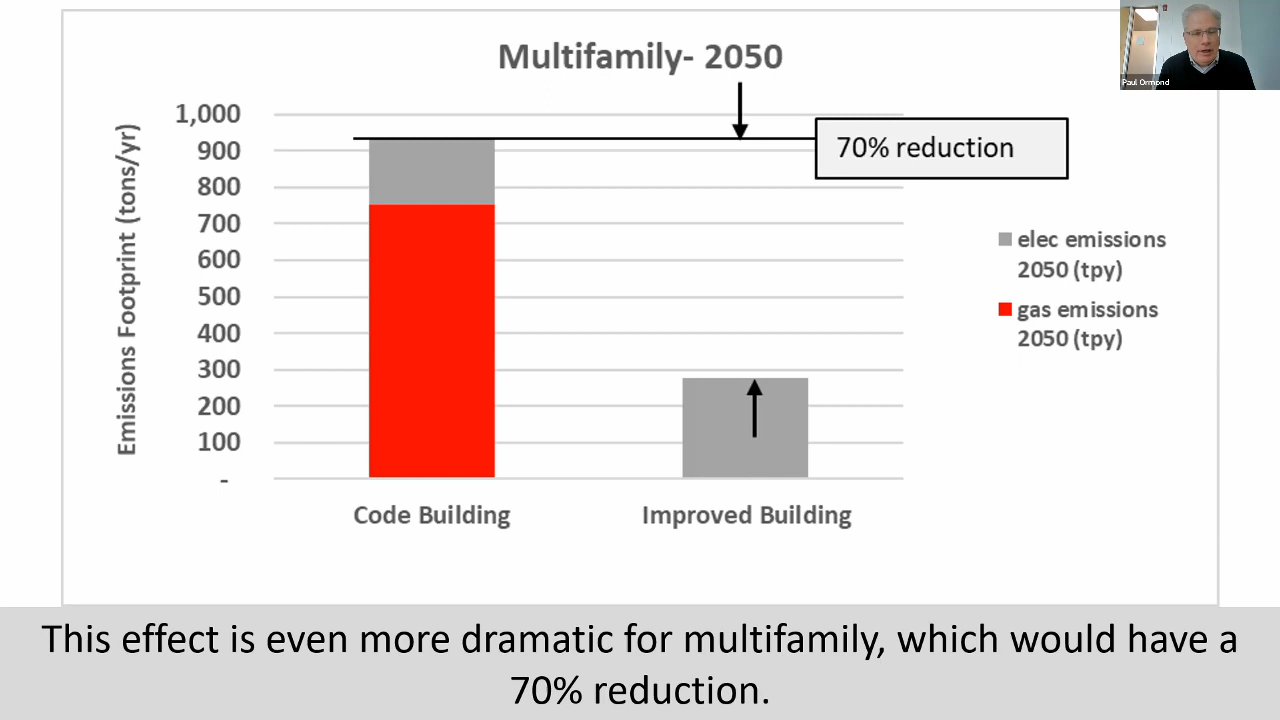 Multifamily- 2050
Paul Ormond
70% reduction
Emissions Footprint (tons/yr)
1,000
900
800
700
600
500
400
300
200
100
-
elec emissions
2050 (tpy)
gas emissions
2050 (tpy)
Code Building
Improved Building
This effect is even more dramatic for multifamily, which would have a
70% reduction.